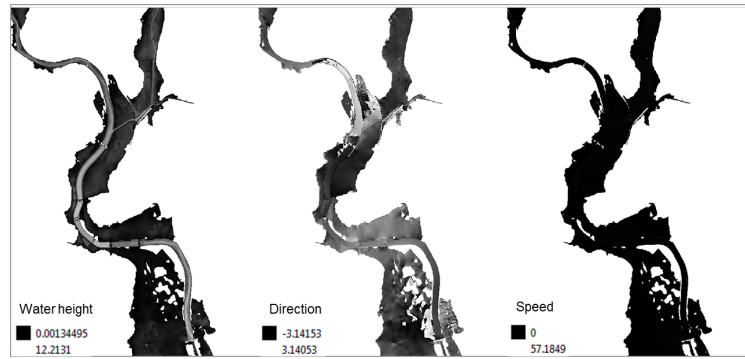 Water height
0.00134495
12.2131
Direction
-3.14153
3.14053
Speed
0
57.1849